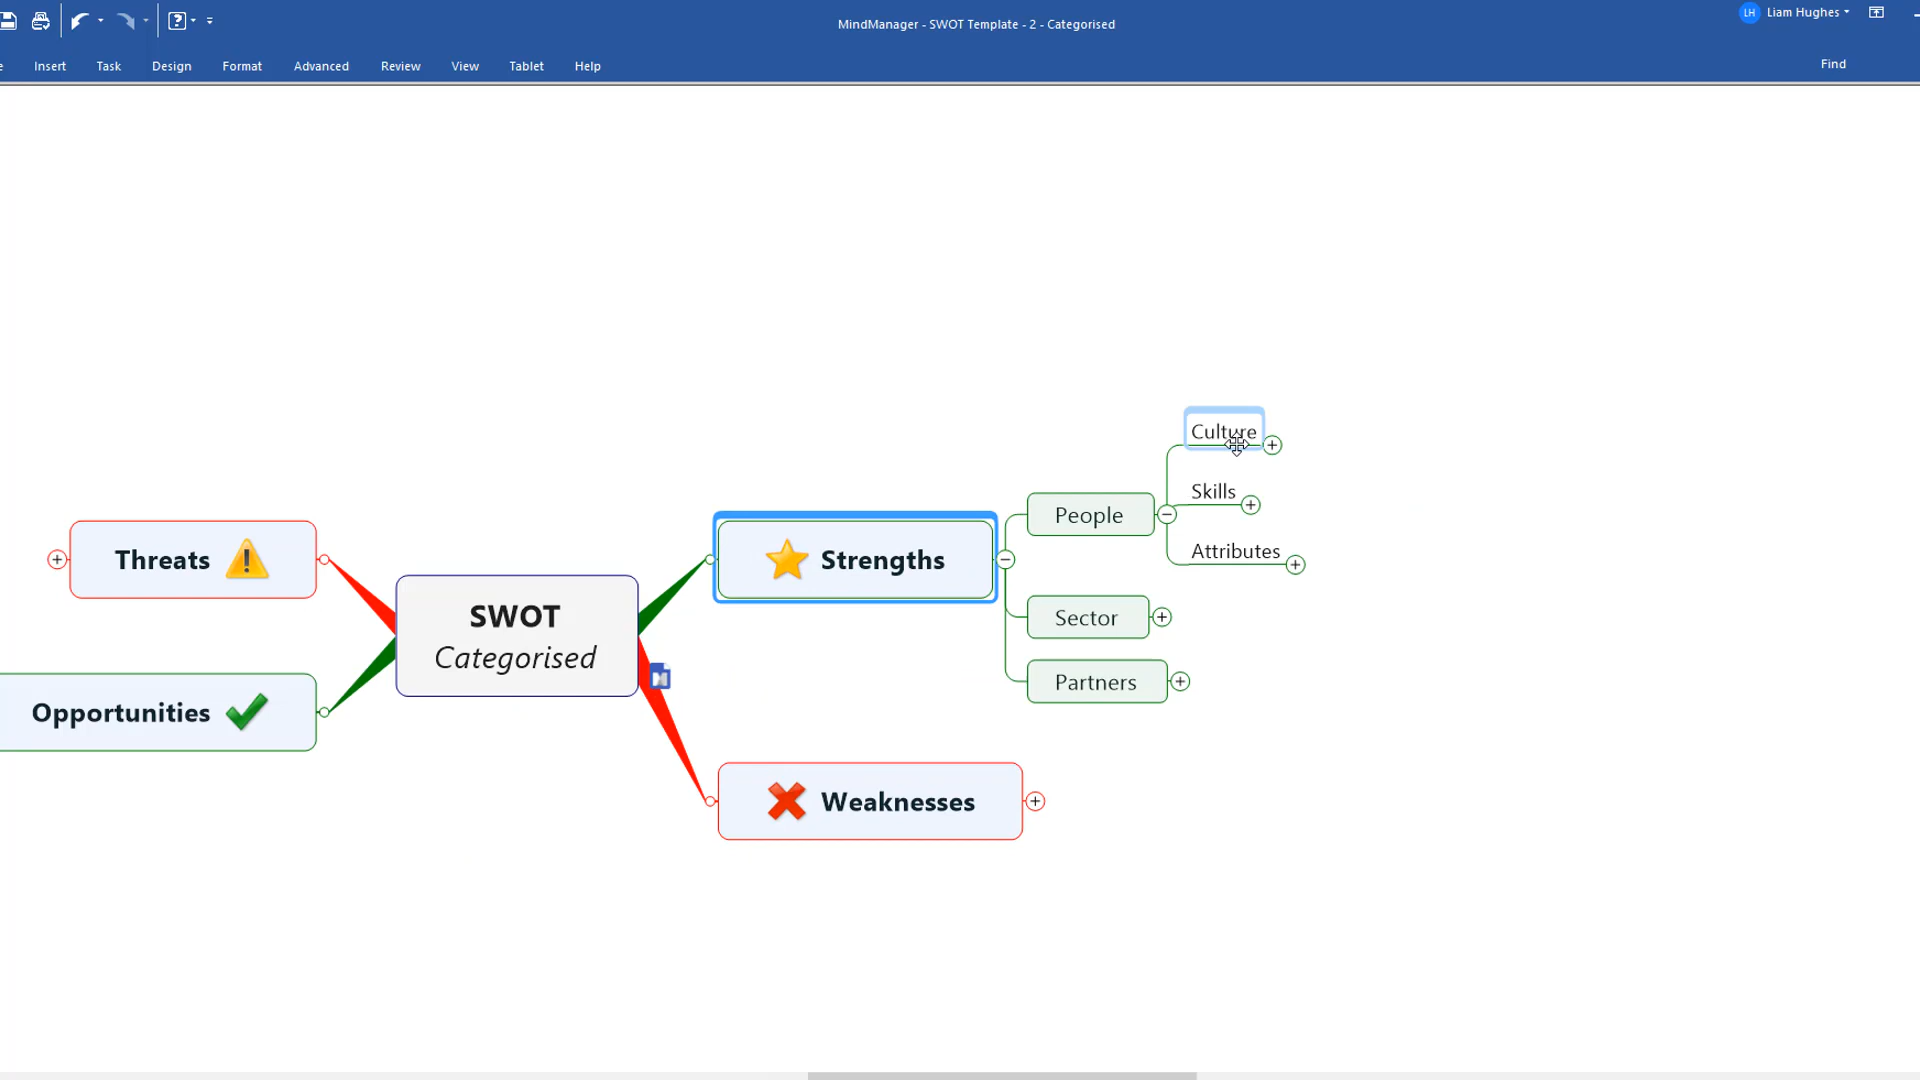 MindManager - SWOT Template - 2 - Categorised
LH Liam Hughes
Insert Task Design Format Advanced Review View Tablet Help Find
Culture
Skills
People
Attributes
Threats
Strengths
SWOT
Categorised
Sector
Partners
Opportunities
Weaknesses